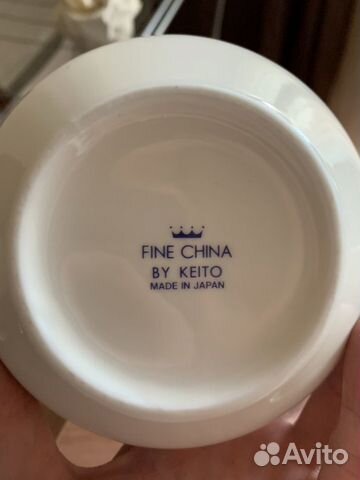 FINE CHINA
BY KEITO
MADE IN JAPAN
Avito